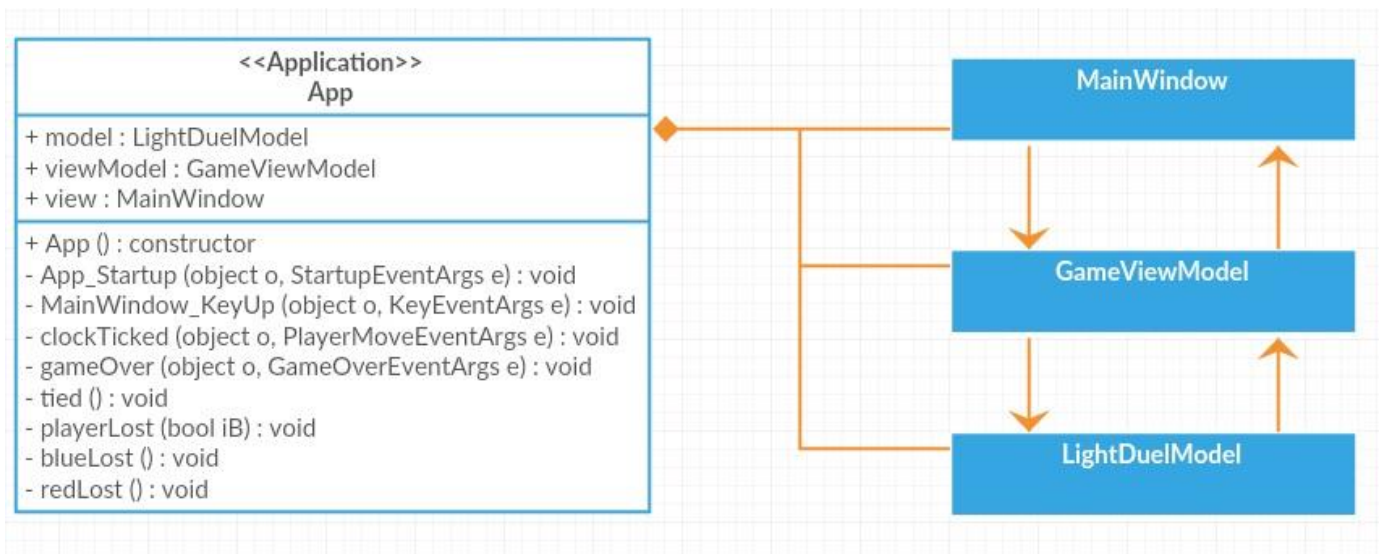 <<Application>>
App
+ model : LightDuelModel
+ viewModel : GameViewModel
+ view : MainWindow
+ App () : constructor
- App_Startup (object o, StartupEventArgs e) : void
- MainWindow_KeyUp (object o, KeyEventArgs e) : void
- clockTicked (object o, PlayerMoveEventArgs e) : void
- gameOver (object o, GameOverEventArgs e) : void
- tied () : void
- playerLost (bool iB) : void
- blueLost () : void
- redLost () : void
MainWindow
GameViewModel
LightDuelModel